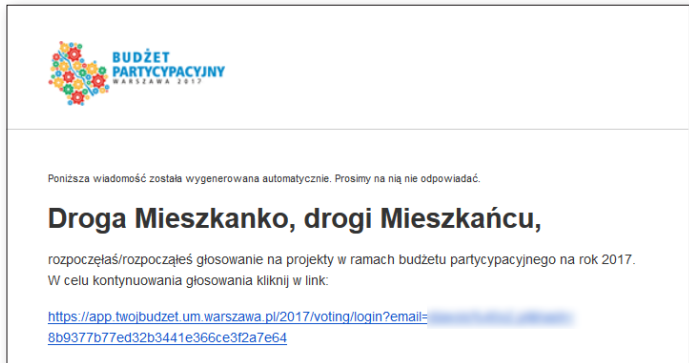 BUDŻET
PARTYCYPACYJNY
WARSZAWA 2017
Poniższa wiadomość została wygenerowana automatycznie. Prosimy na nią nie odpowiadać.
Droga Mieszkanko, drogi Mieszkańcu,
rozpoczęłaś/rozpocząłeś głosowanie na projekty w ramach budżetu partycypacyjnego na rok 2017.
W celu kontynuowania głosowania kliknij w link:
https://app.twojbudzet.um.warszawa.pl/2017/voting/login?email=
8b9377b77ed32b3441e366ce3f2a7e64